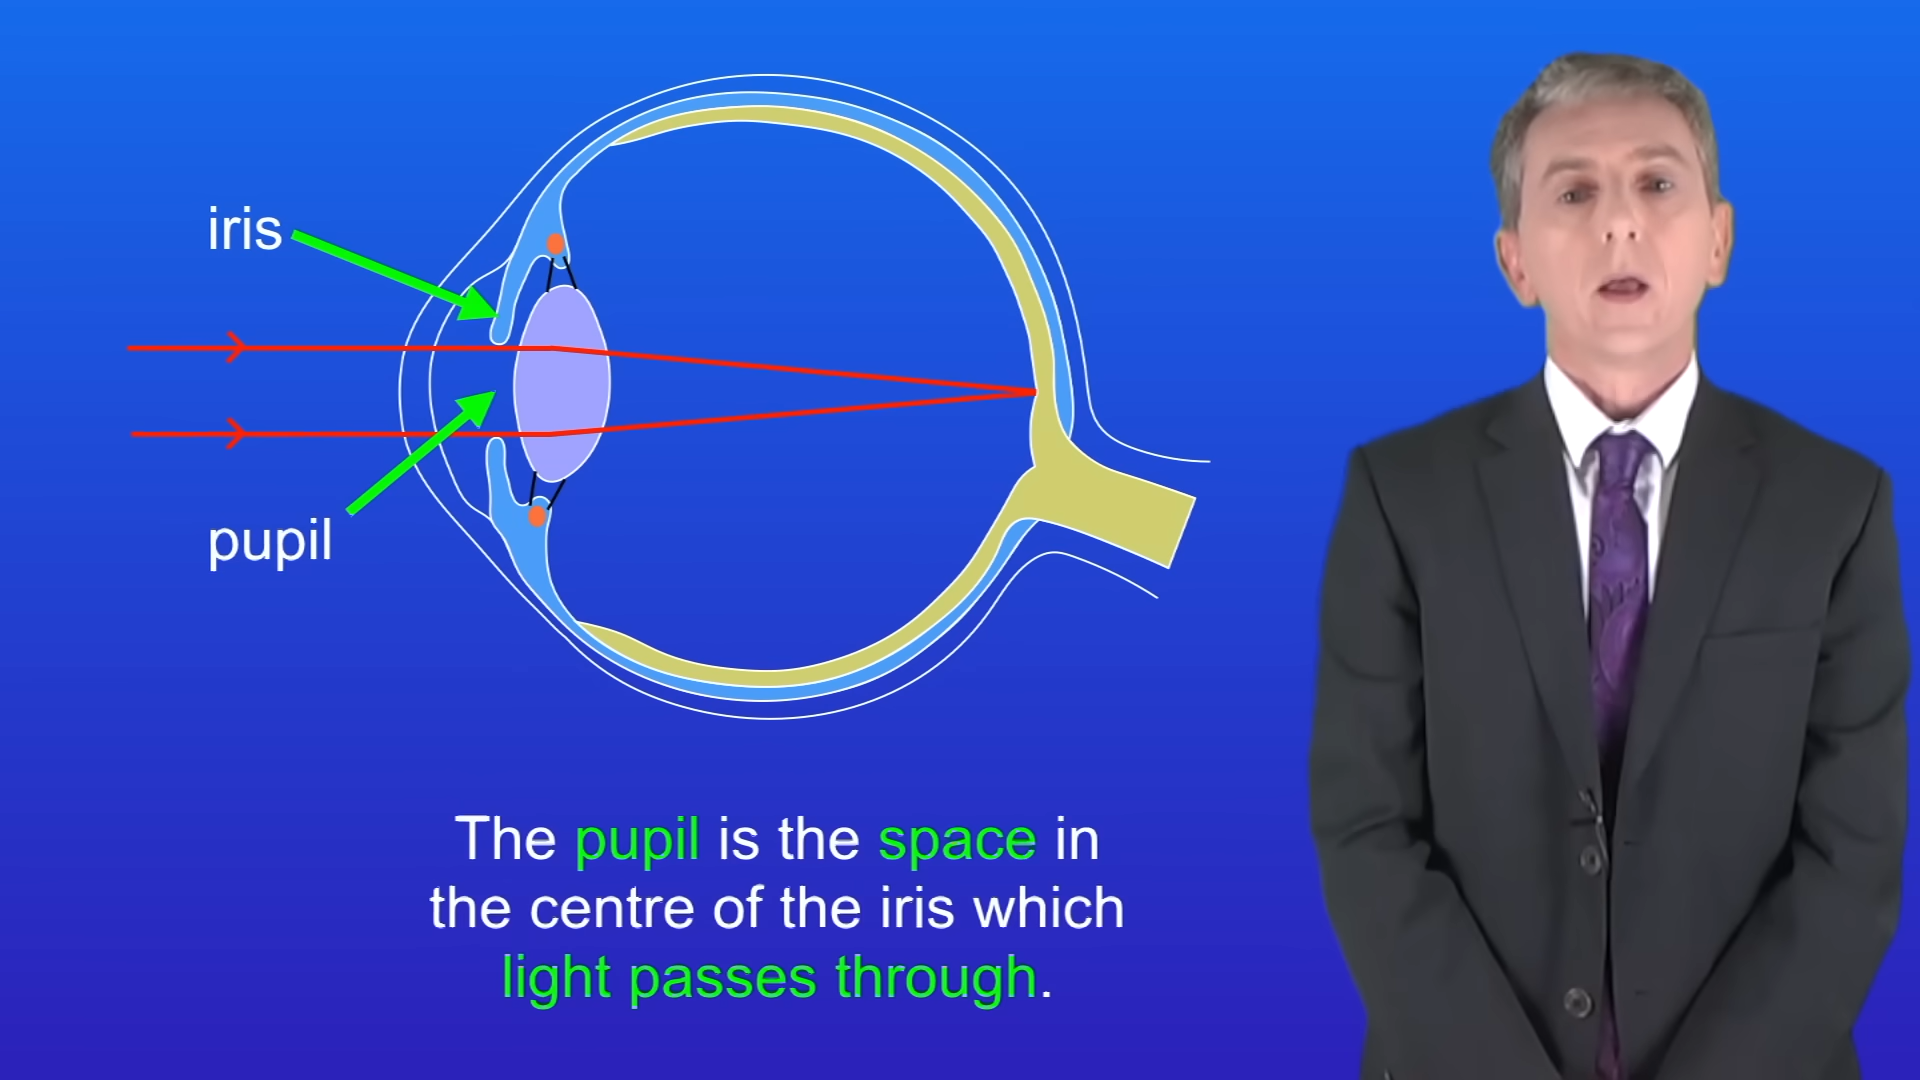 iris
pupil
The pupil is the space in
the centre of the iris which
light passes through.